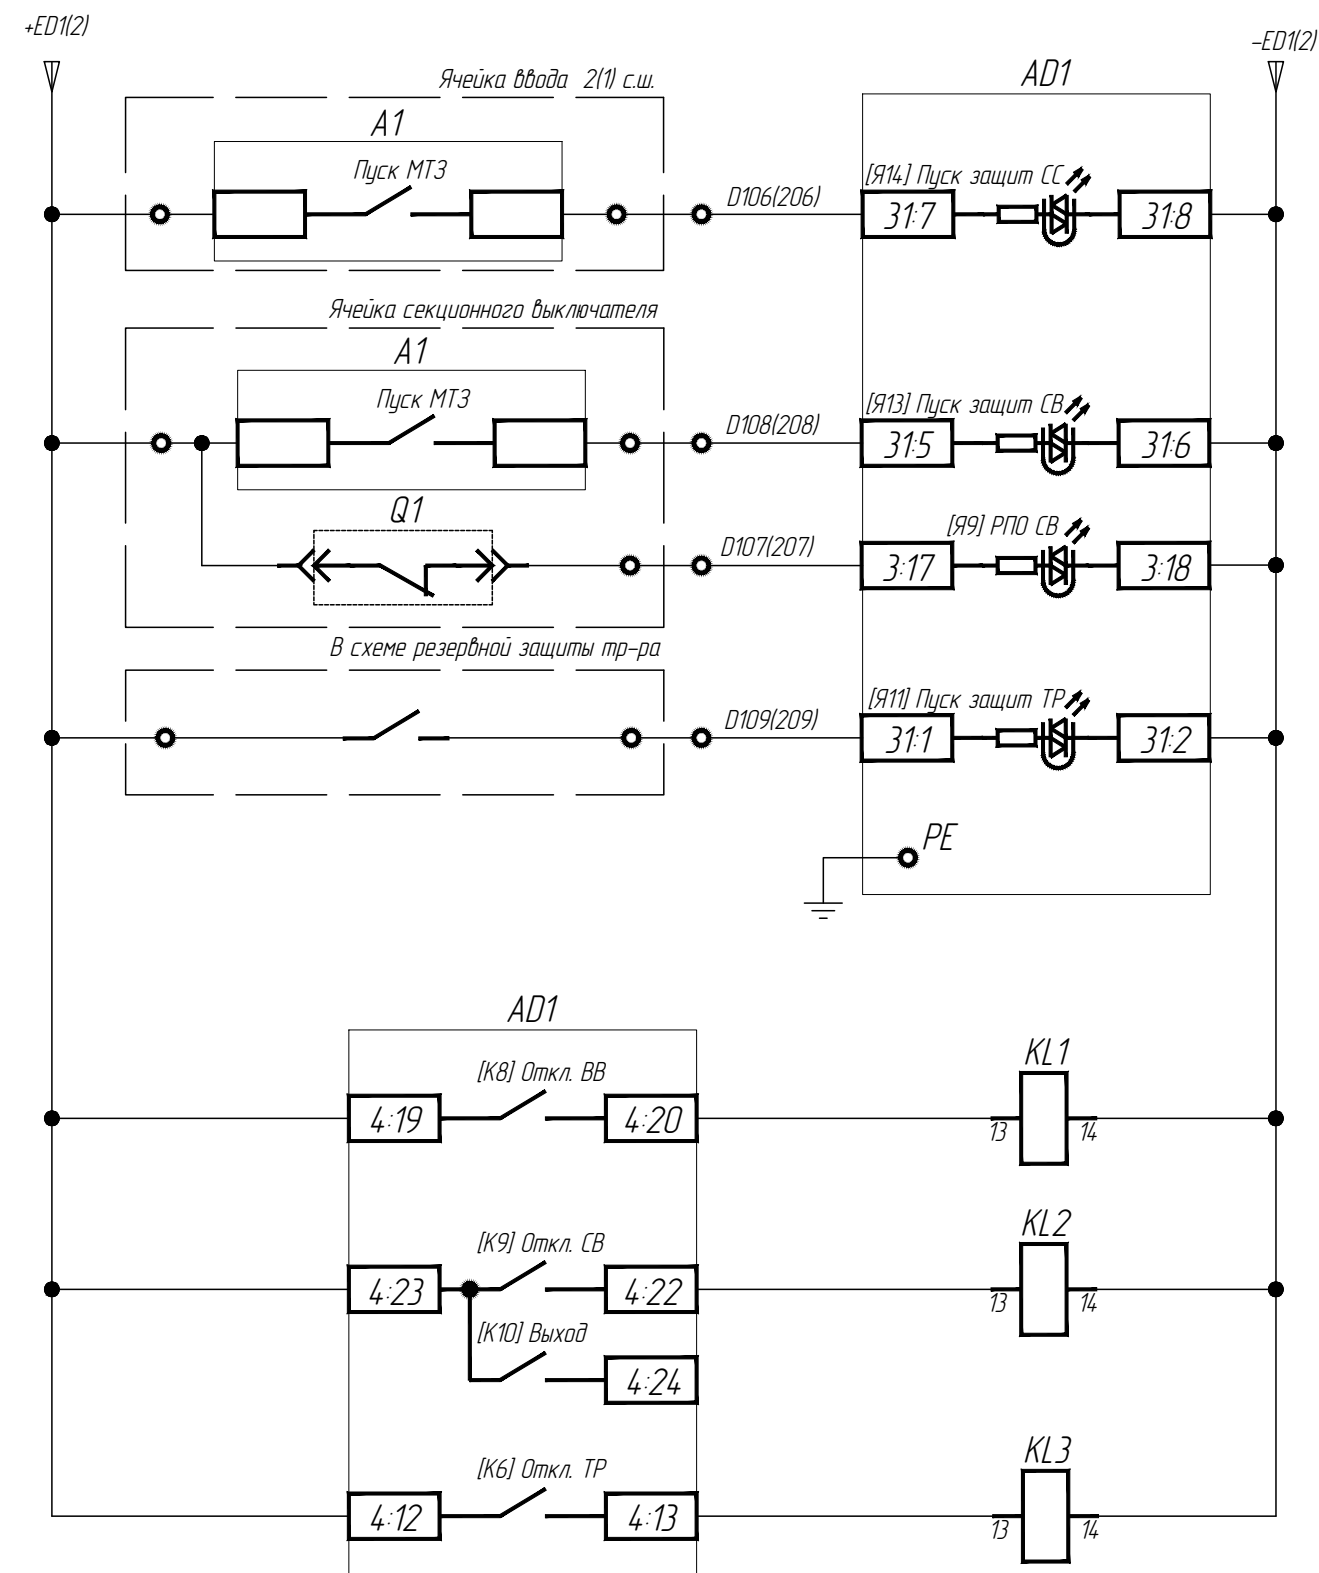 +ED1(2)
-ED1(2)
Ячейка ввода 2(1) с.ш.
AD1
A1
Пуск МТЗ
[Я14] Пуск защит СС
D106(206)
31:7
31:8
Ячейка секционного выключателя
A1
Пуск МТЗ
[Я13] Пуск защит СВ
D108(208)
31:5
31:6
Q1
[Я9] РПО СВ
D107(207)
3:17
3:18
В схеме резервной защиты тр-ра
[Я11] Пуск защит ТР
D109(209)
31:1
31:2
PE
AD1
KL1
[К8] Откл. ВВ
4:19
4:20
13
14
KL2
[К9] Откл. СВ
4:23
4:22
13
14
[К10] Выход
4:24
KL3
[К6] Откл. ТР
4:12
4:13
13
14